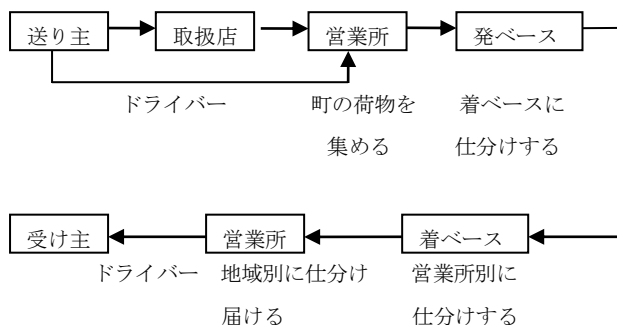 送り主 取扱店 営業所 発ベース
ドライバー 町の荷物を 着ベースに
集める 仕分けする
受け主 営業所 着ベース
ドライバー 地域別に仕分け 営業所別に
届ける 仕分けする